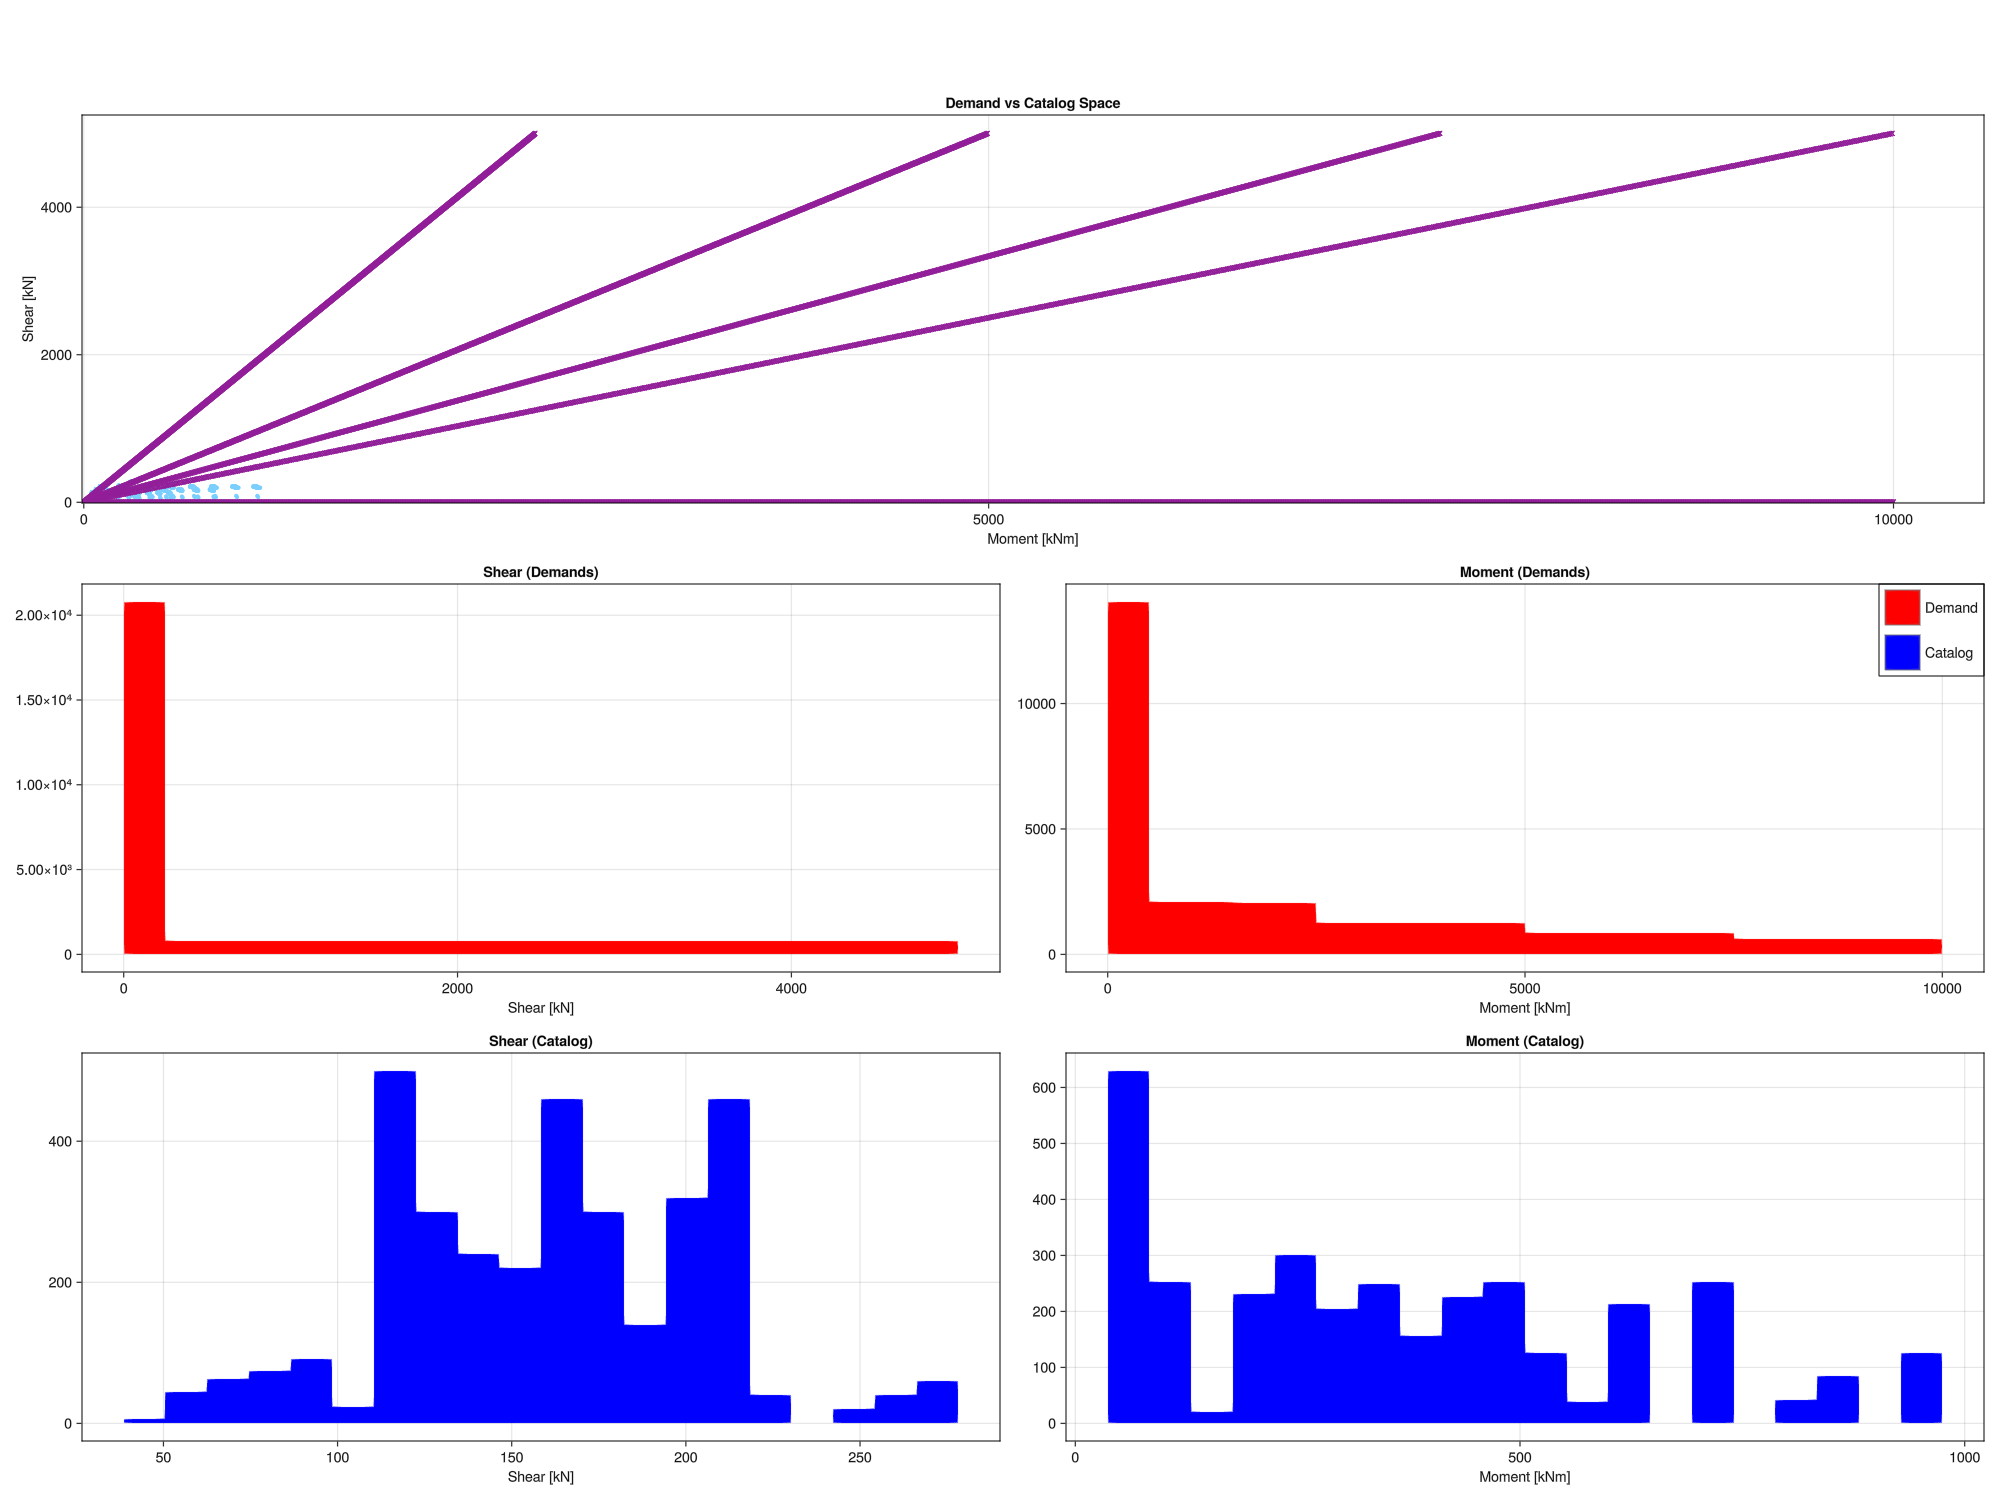 Demand vs Catalog Space
Shear [kN]
4000
2000
0
0 5000 10000
Moment [kNm]
Shear (Demands)
2.00×10⁴
1.50×10⁴
1.00×10⁴
5.00×10³
0
0 2000 4000
Shear [kN]
Moment (Demands)
Demand
Catalog
10000
5000
0
0 5000 10000
Moment [kNm]
Shear (Catalog)
400
200
0
50 100 150 200 250
Shear [kN]
Moment (Catalog)
600
500
400
300
200
100
0
0 500 1000
Moment [kNm]